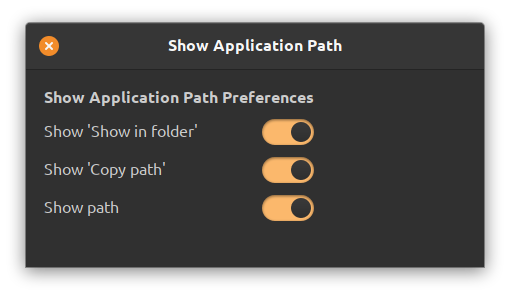 Show Application Path
Show Application Path Preferences
Show 'Show in folder'
Show 'Copy path'
Show path